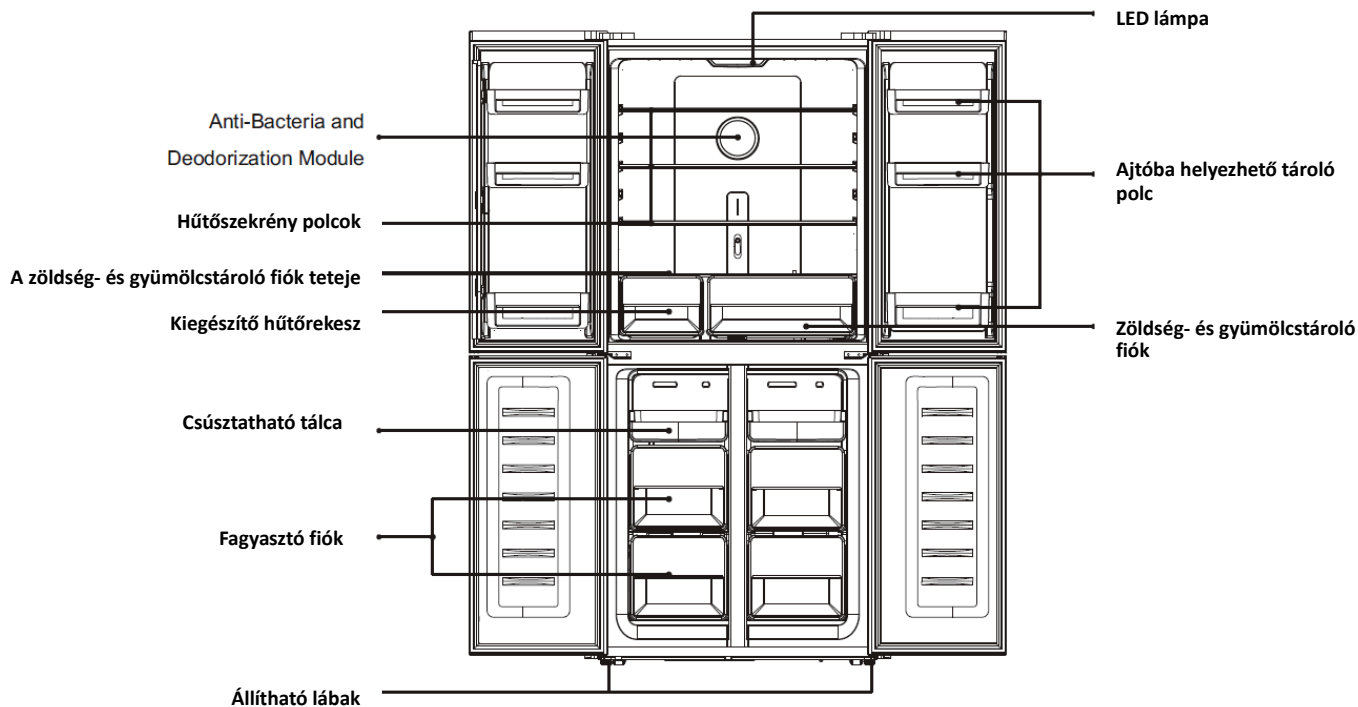 LED lámpa
Anti-Bacteria and
Deodorization Module
Ajtóba helyezhető tároló
polc
Hűtőszekrény polcok
A zöldség- és gyümölcstároló fiók teteje
Kiegészítő hűtőrekesz
Zöldség- és gyümölcstároló
fiók
Csúsztatható tálca
Fagyasztó fiók
Állítható lábak